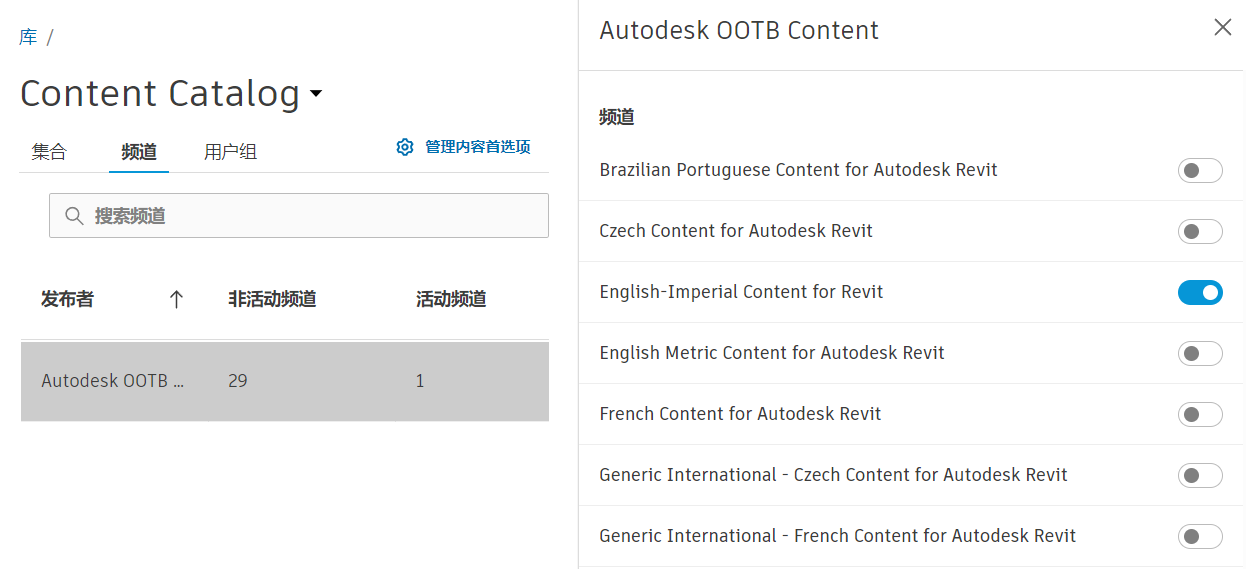 库 /
Content Catalog
集合 频道 用户组 管理内容首选项
搜索频道
发布者 非活动频道 活动频道
Autodesk OOTB ... 29 1
Autodesk OOTB Content
频道
Brazilian Portuguese Content for Autodesk Revit
Czech Content for Autodesk Revit
English-Imperial Content for Revit
English Metric Content for Autodesk Revit
French Content for Autodesk Revit
Generic International - Czech Content for Autodesk Revit
Generic International - French Content for Autodesk Revit